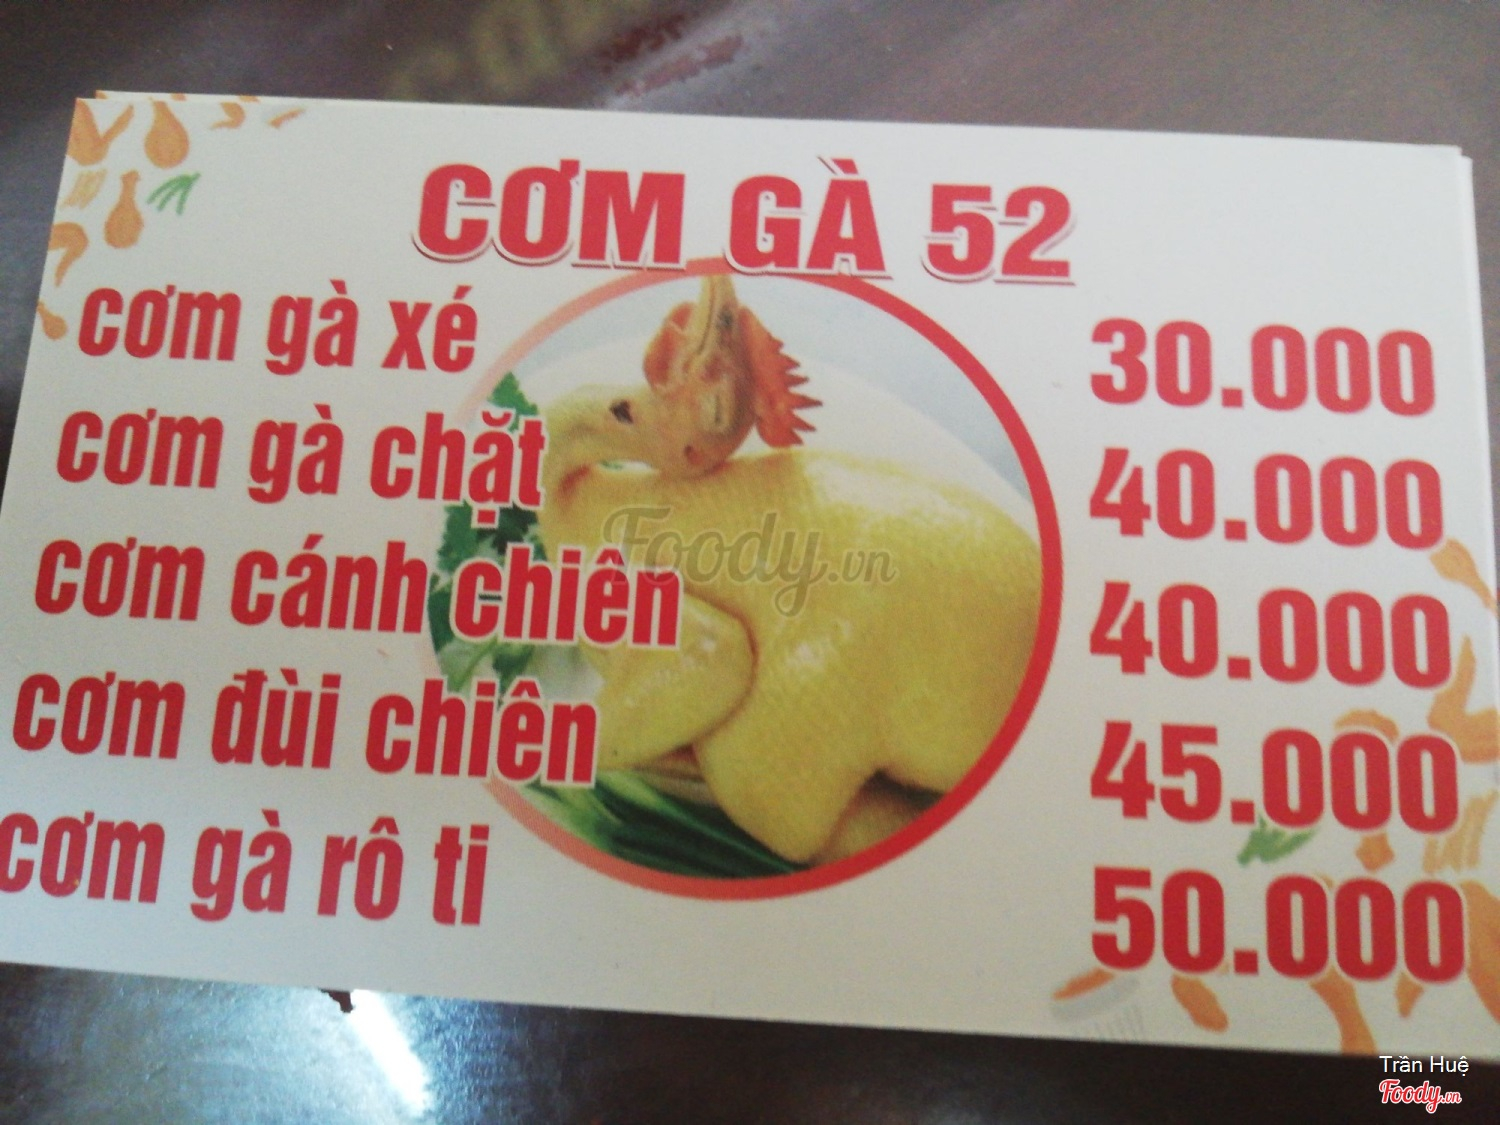 CƠM GÀ 52
cơm gà xé 30.000
cơm gà chặt 40.000
cơm cánh chiên 40.000
cơm đùi chiên 45.000
cơm gà rô ti 50.000
Foody.vn
Trần Huệ
Foody.vn